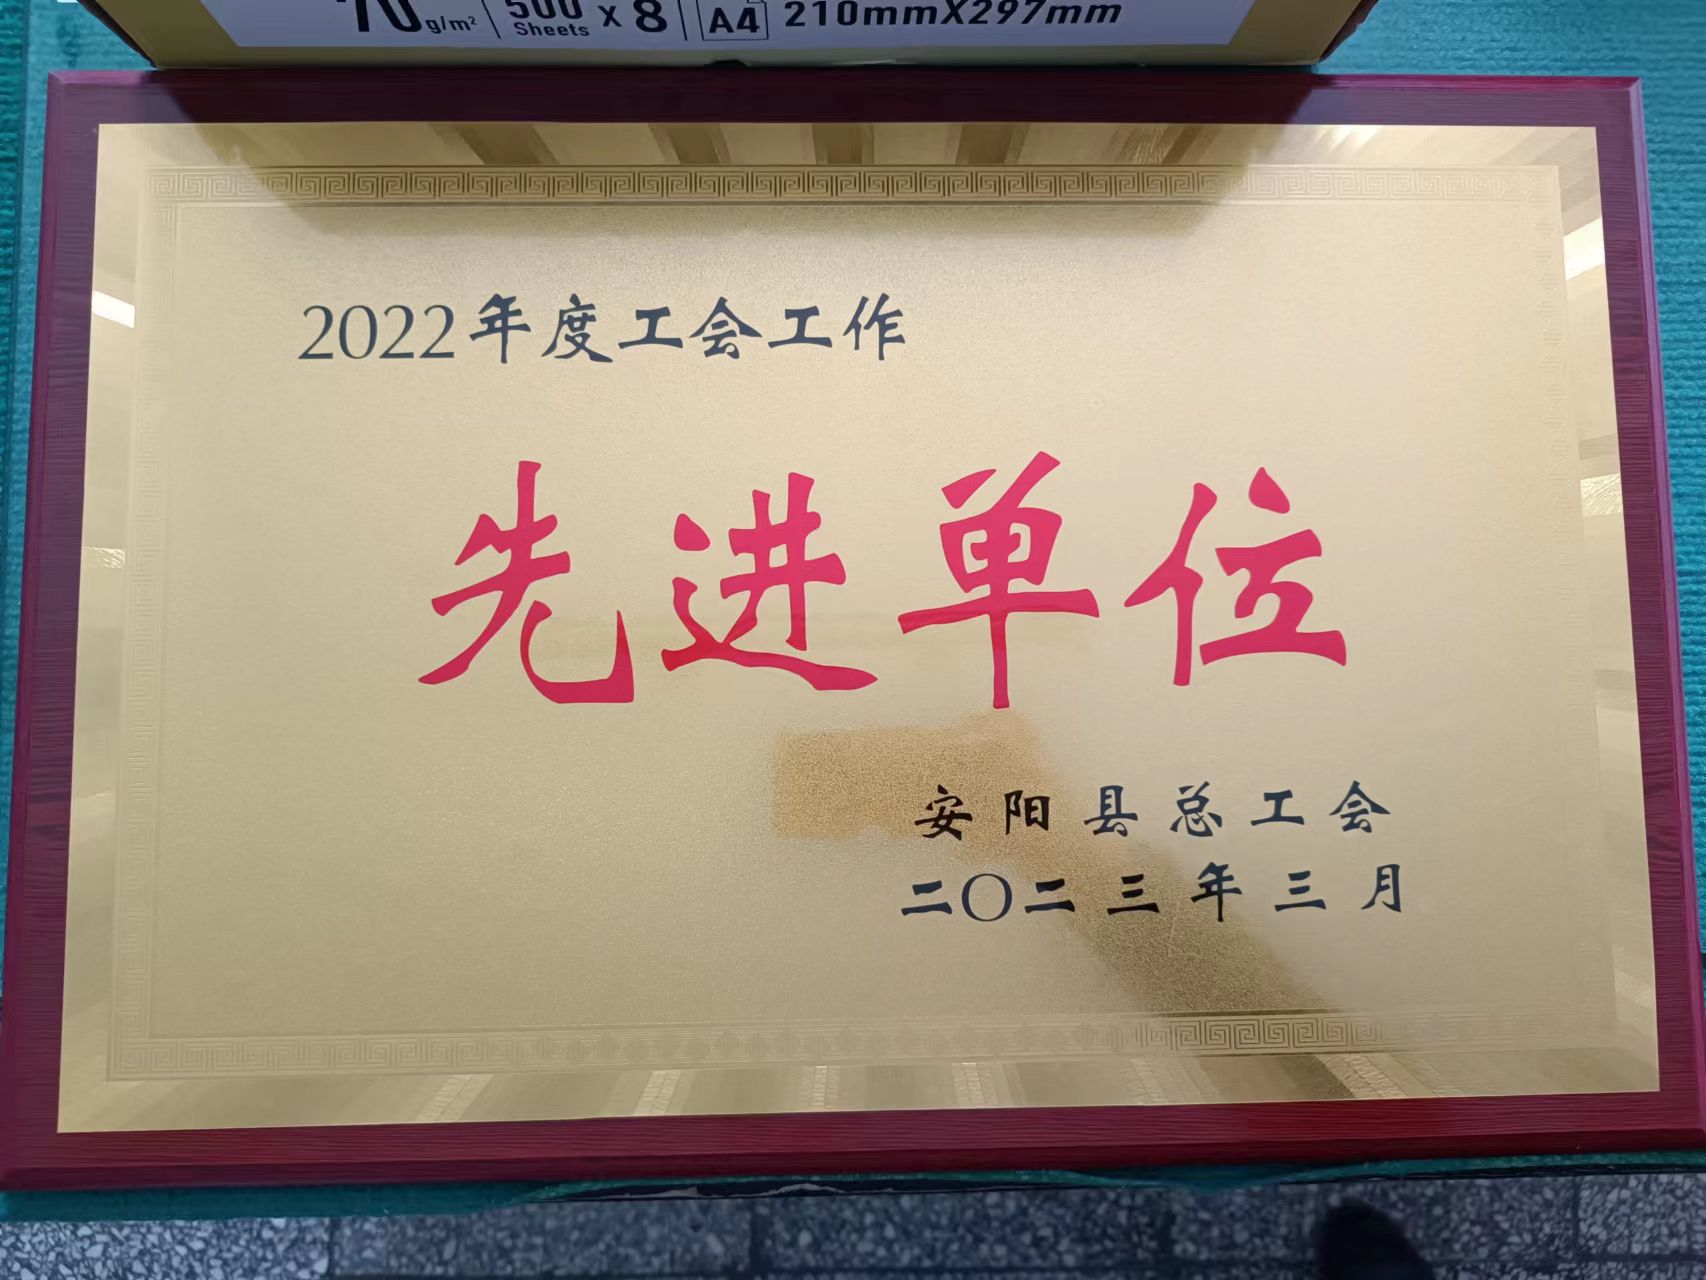 70 g/m² 500 Sheets x 8 A4 210mmX297mm
2022年度工会工作
先进单位
安阳县总工会
二〇二三年三月